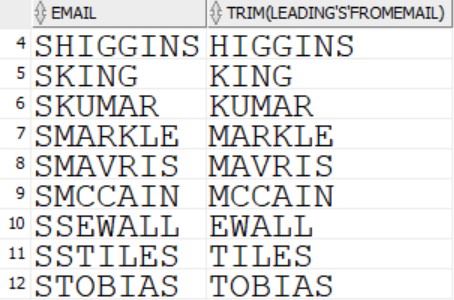 EMAIL TRIM(LEADING'S'FROMEMAIL)
4 SHIGGINS HIGGINS
5 SKING KING
6 SKUMAR KUMAR
7 SMARKLE MARKLE
8 SMAVRIS MAVRIS
9 SMCCAIN MCCAIN
10 SSEWALL EWALL
11 SSTILES TILES
12 STOBIAS TOBIAS